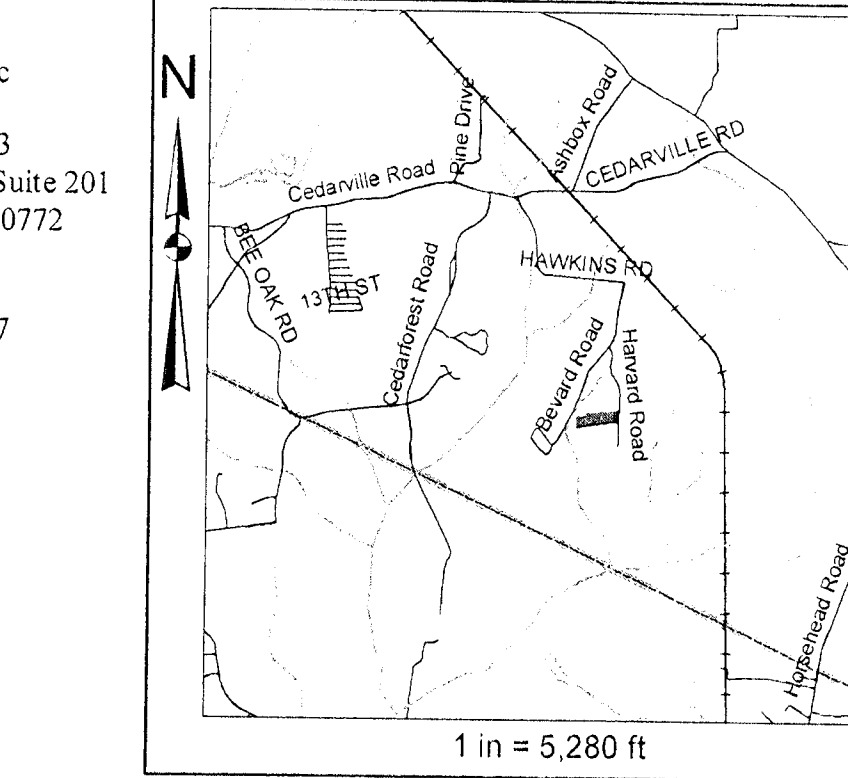 c
3
Suite 201
0772
7
N
Pine Drive
Ashbox Road
CEDARVILLE RD
Cedarville Road
BEE OAK RD
13TH ST
Cedarforest Road
HAWKINS RD
Bevard Road
Harvard Road
Horsehead Road
1 in = 5,280 ft